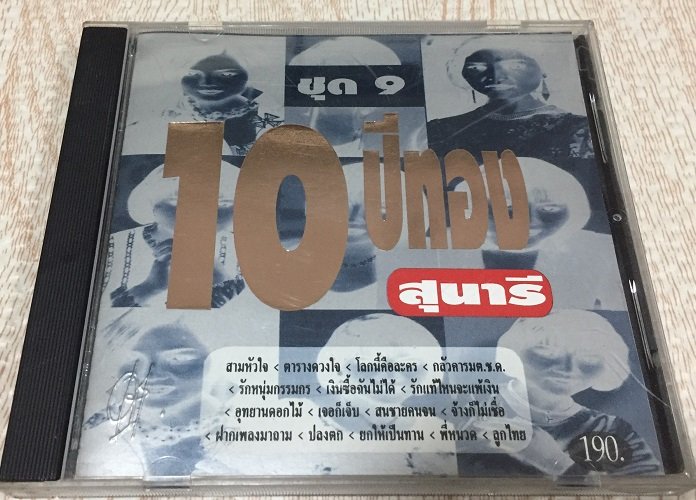 ชุด ๑
10 ปีทอง
สุนารี
สามหัวใจ < ตารางดวงใจ < โลกนี้คือละคร < กลัวคารมต.ช.ด.
< รักหนุ่มกรรมกร < เงินซื้อฉันไม่ได้ < รักแท้ไหนจะแพ้เงิน
< อุทยานดอกไม้ < เจอก็เจ็บ < สนชายคนจน < จ้างก็ไม่เชื่อ
< ฝากเพลงมาถาม < ปลงตก < ยกให้เป็นทาน < พี่หนวด < ลูกไทย
190.